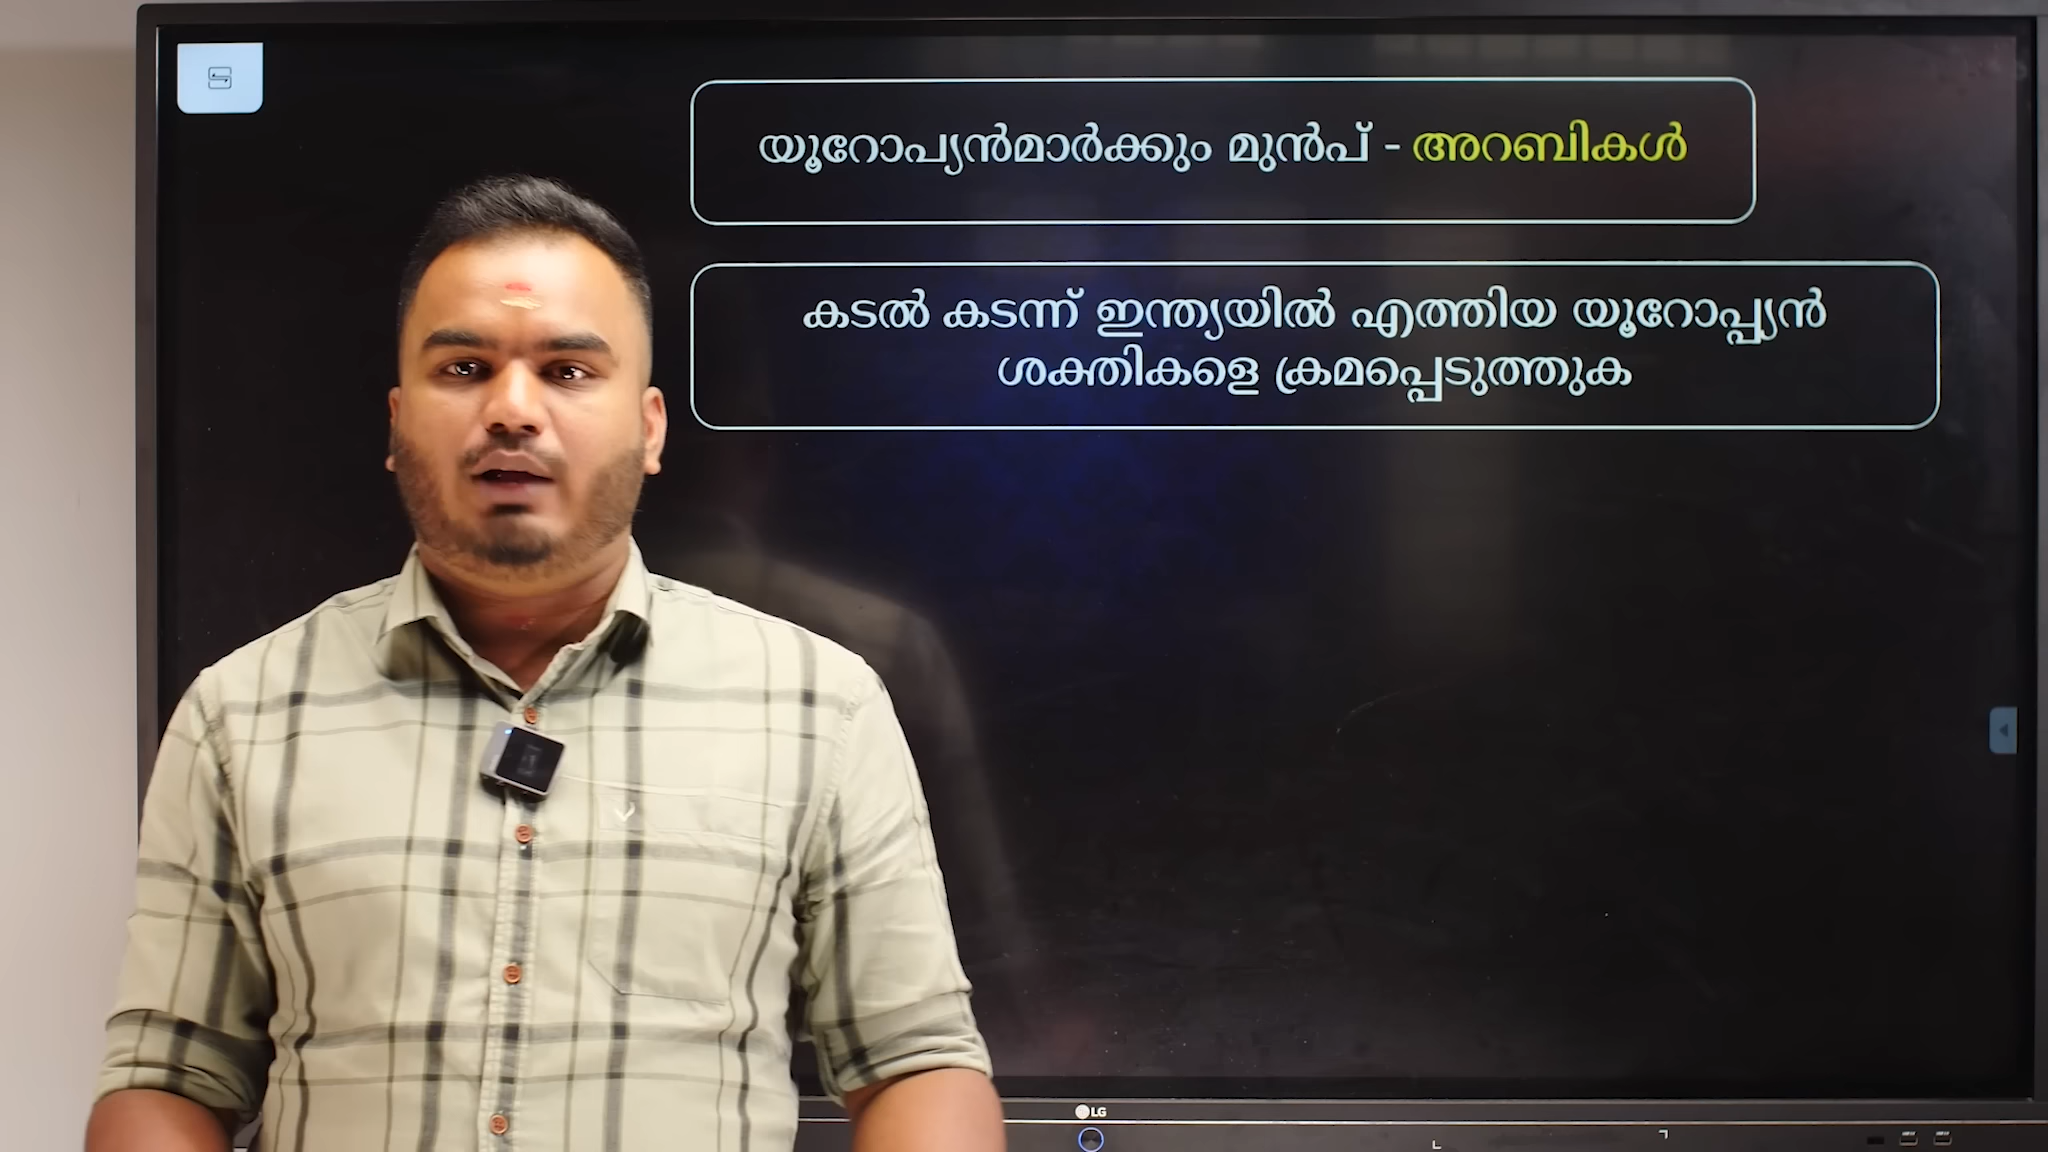 യൂറോപ്യൻമാർക്കും മുൻപ് - അറബികൾ
കടൽ കടന്ന് ഇന്ത്യയിൽ എത്തിയ യൂറോപ്പ്യൻ
ശക്തികളെ ക്രമപ്പെടുത്തുക
LG